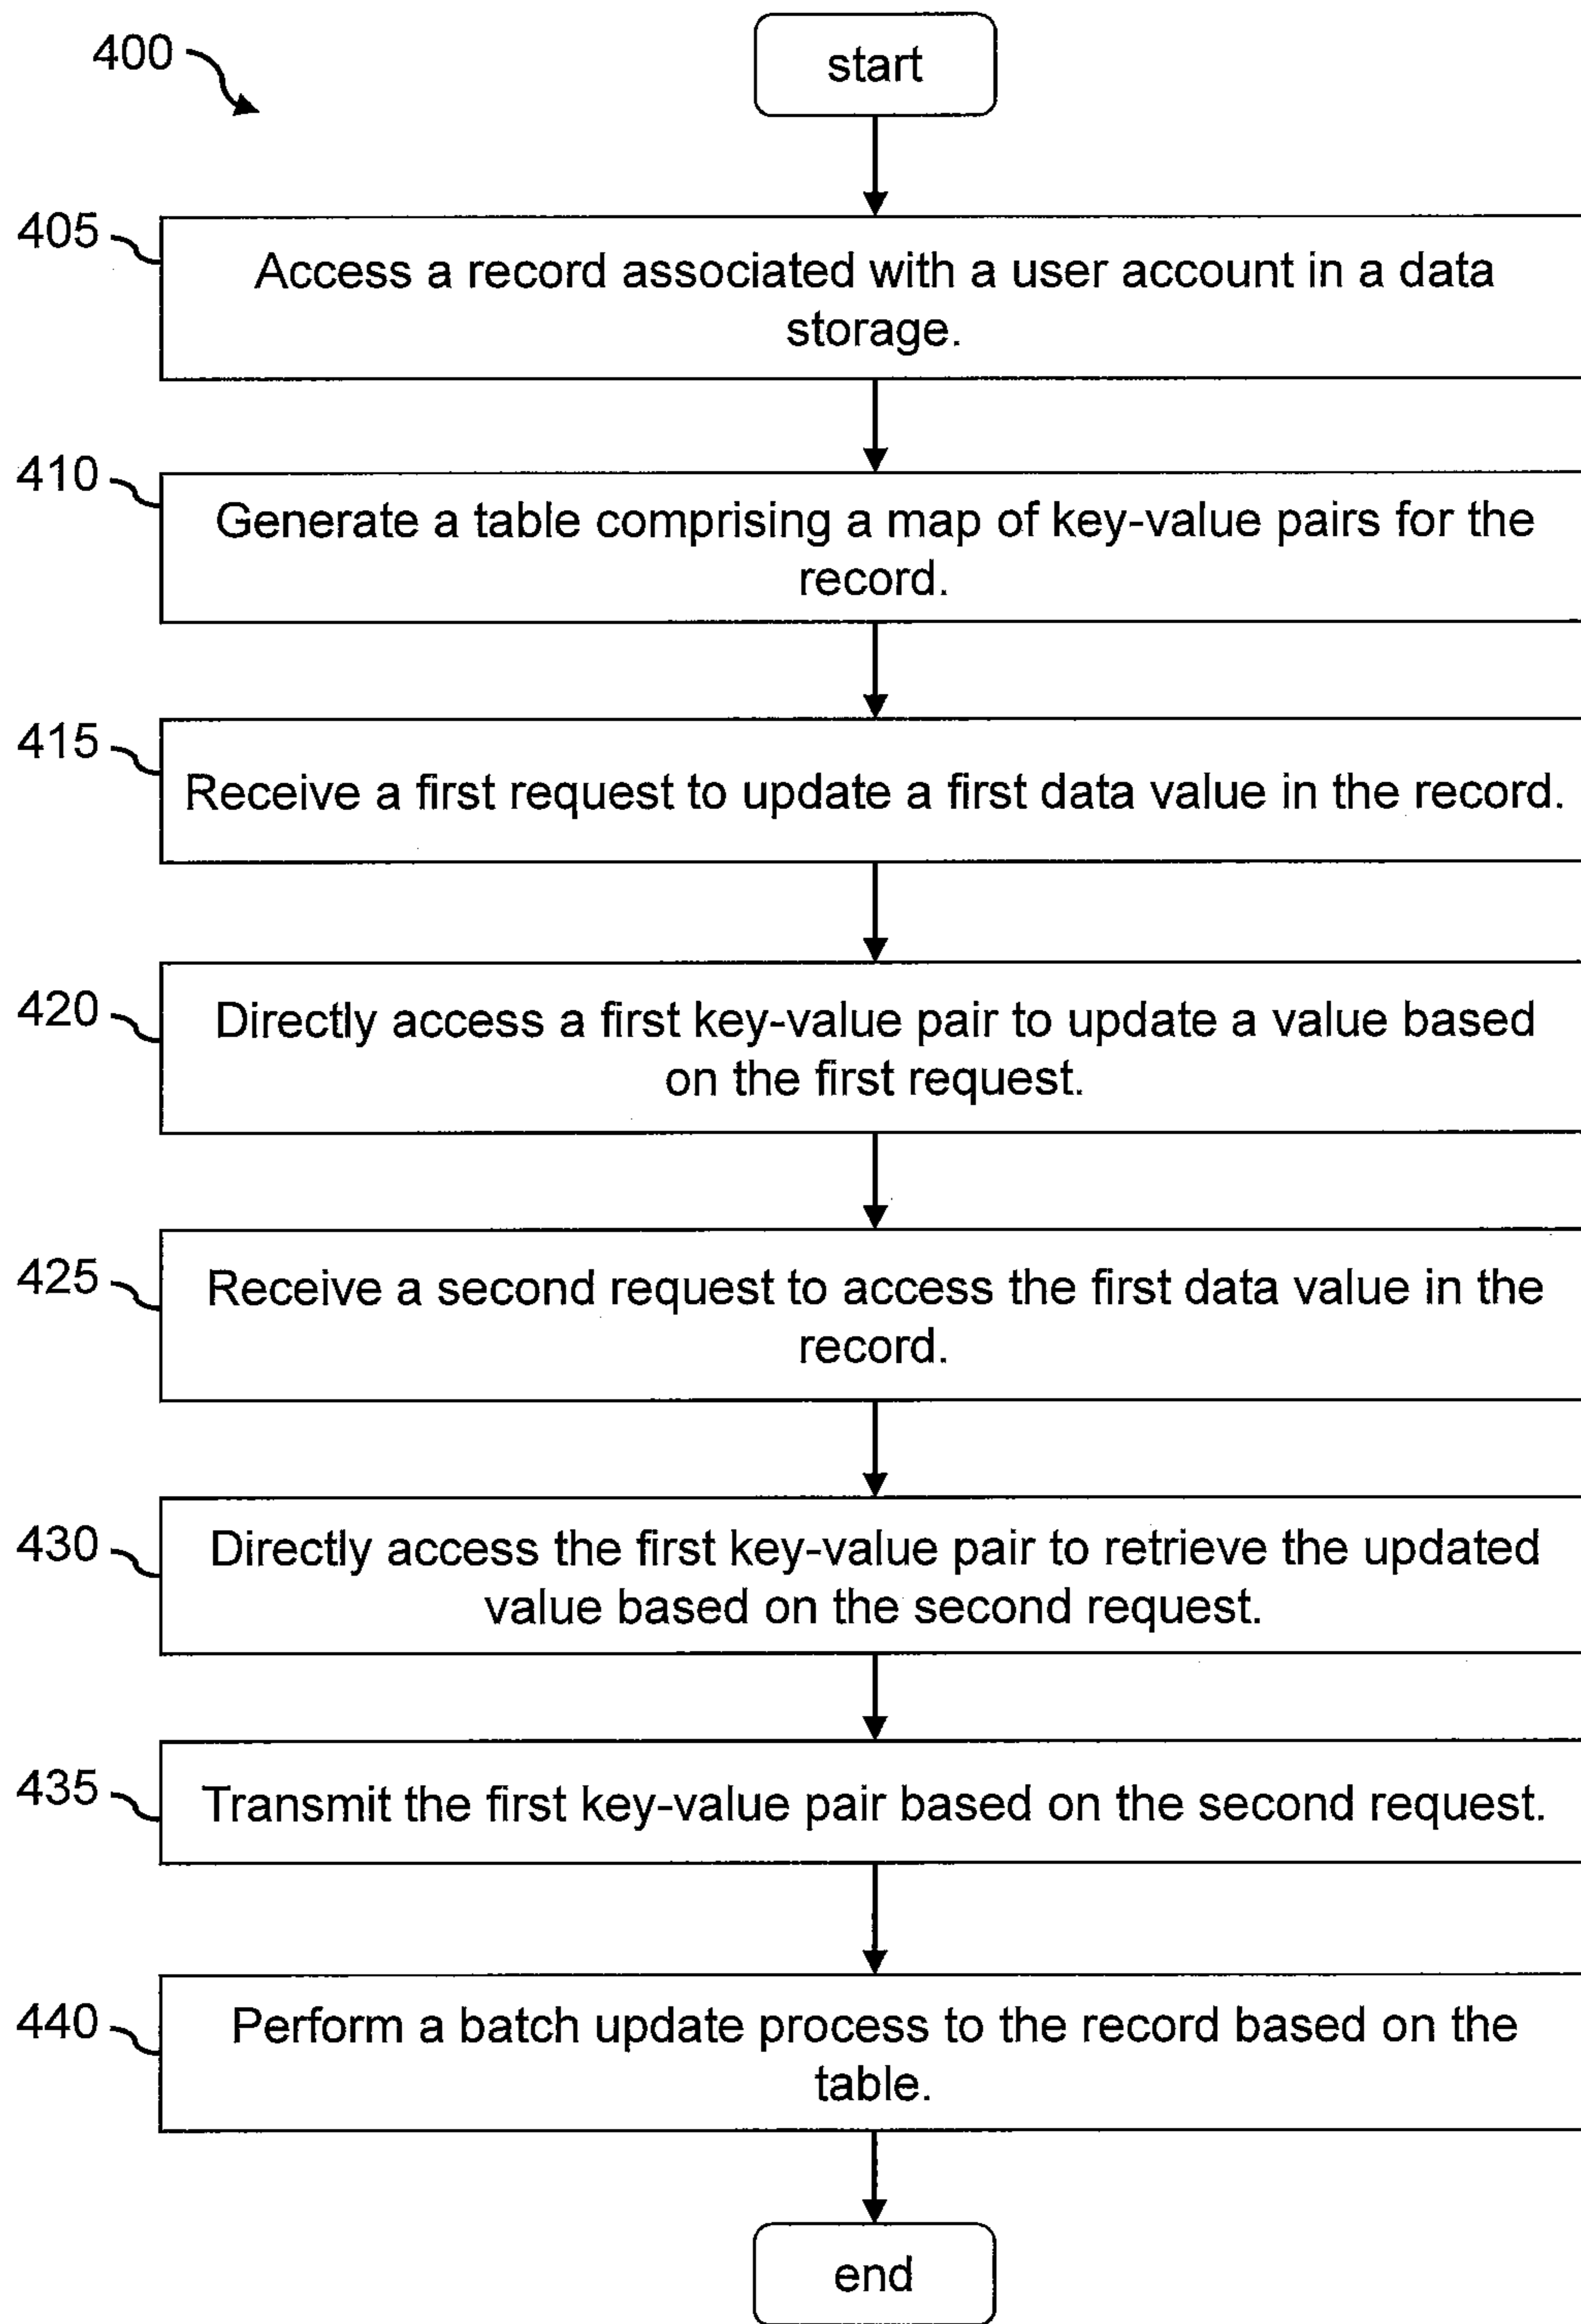 400
start
405
Access a record associated with a user account in a data
storage.
410
Generate a table comprising a map of key-value pairs for the
record.
415
Receive a first request to update a first data value in the record.
420
Directly access a first key-value pair to update a value based
on the first request.
425
Receive a second request to access the first data value in the
record.
430
Directly access the first key-value pair to retrieve the updated
value based on the second request.
435
Transmit the first key-value pair based on the second request.
440
Perform a batch update process to the record based on the
table.
end